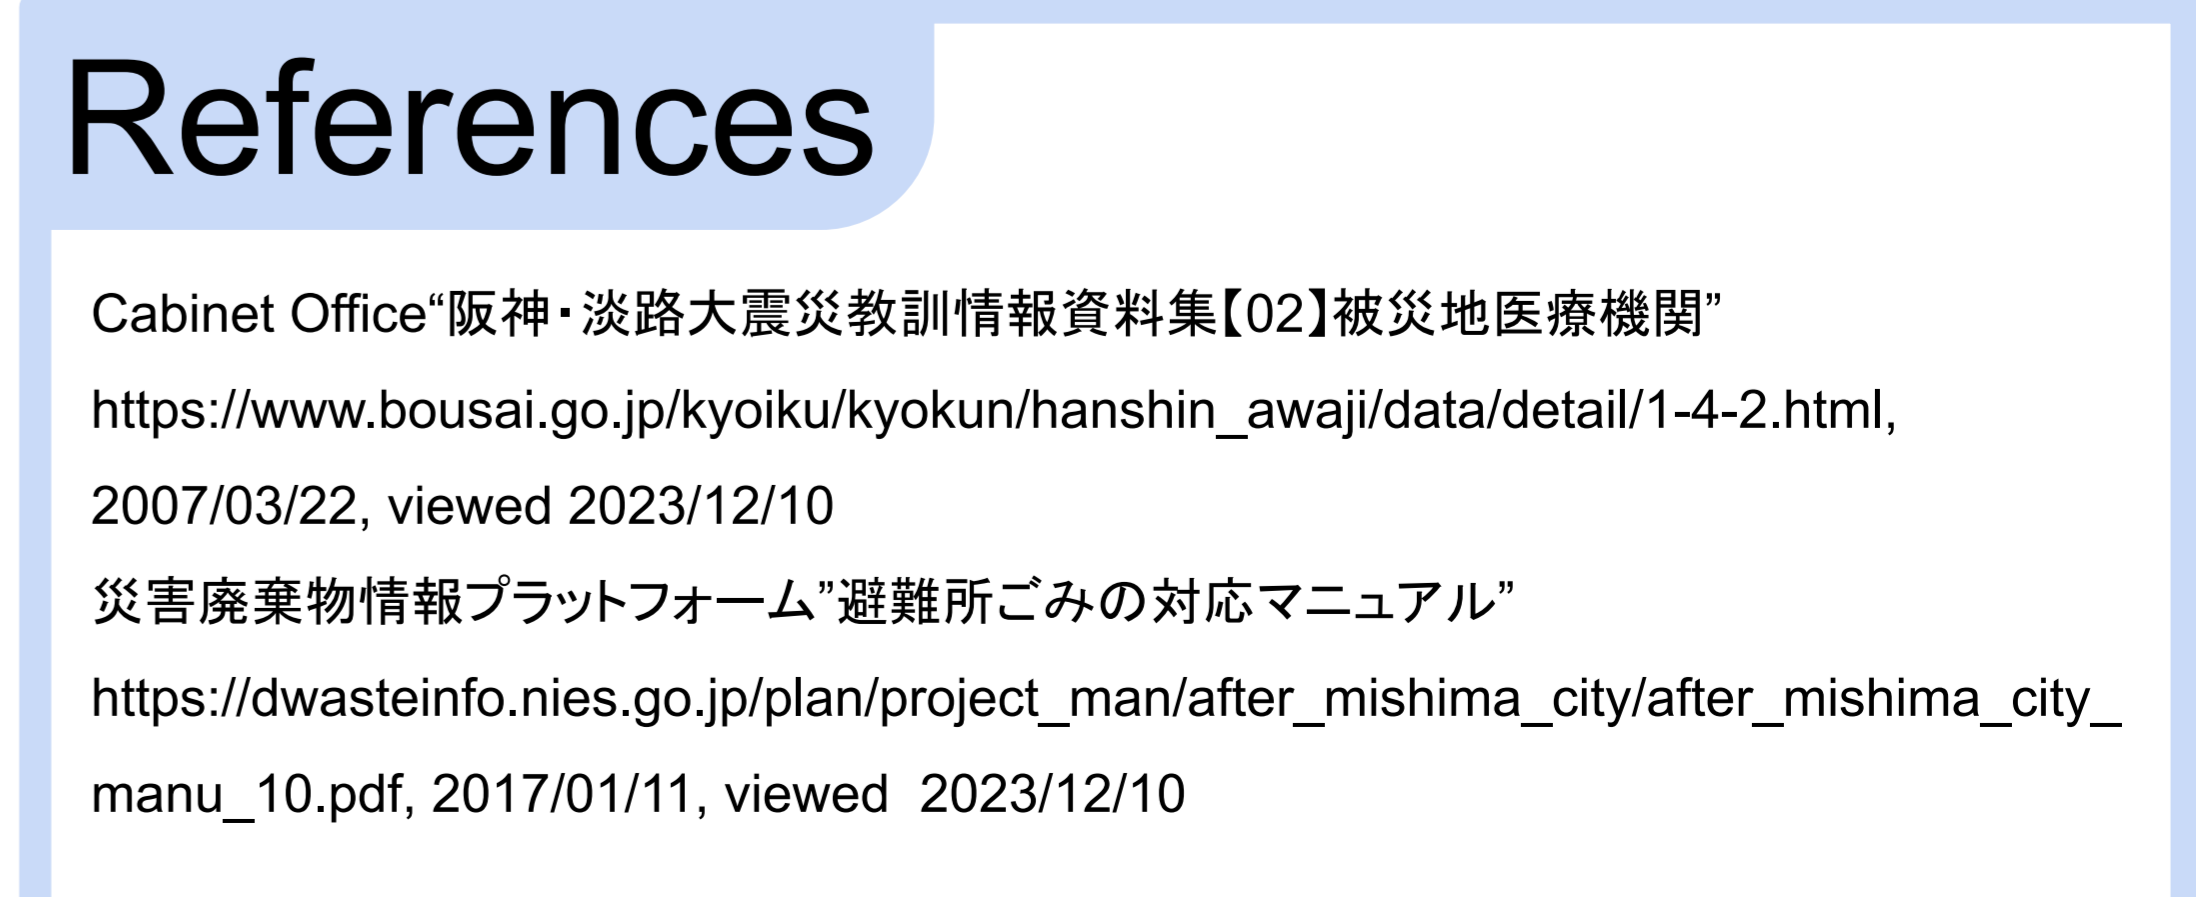 References
Cabinet Office“阪神・淡路大震災教訓情報資料集【02】被災地医療機関”
https://www.bousai.go.jp/kyoiku/kyokun/hanshin_awaji/data/detail/1-4-2.html,
2007/03/22, viewed 2023/12/10
災害廃棄物情報プラットフォーム”避難所ごみの対応マニュアル”
https://dwasteinfo.nies.go.jp/plan/project_man/after_mishima_city/after_mishima_city_
manu_10.pdf, 2017/01/11, viewed  2023/12/10